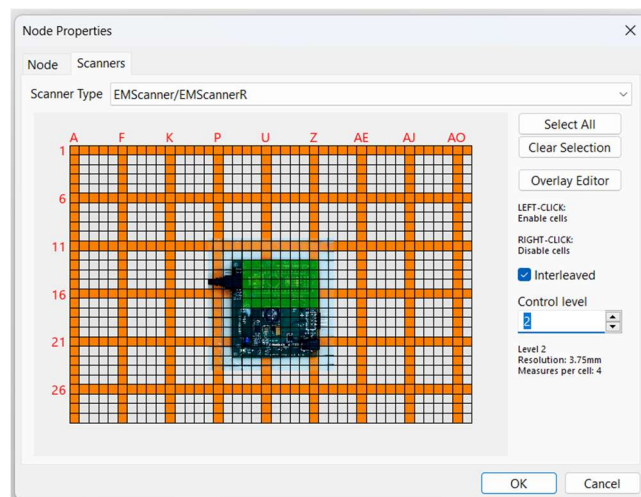 Node Properties
Node
Scanners
Scanner Type
EMScanner/EMScannerR
A F K P U Z AE AJ AO
1
6
11
16
21
26
Select All
Clear Selection
Overlay Editor
LEFT-CLICK:
Enable cells
RIGHT-CLICK:
Disable cells
Interleaved
Control level
2
Level 2
Resolution: 3.75mm
Measures per cell: 4
OK
Cancel